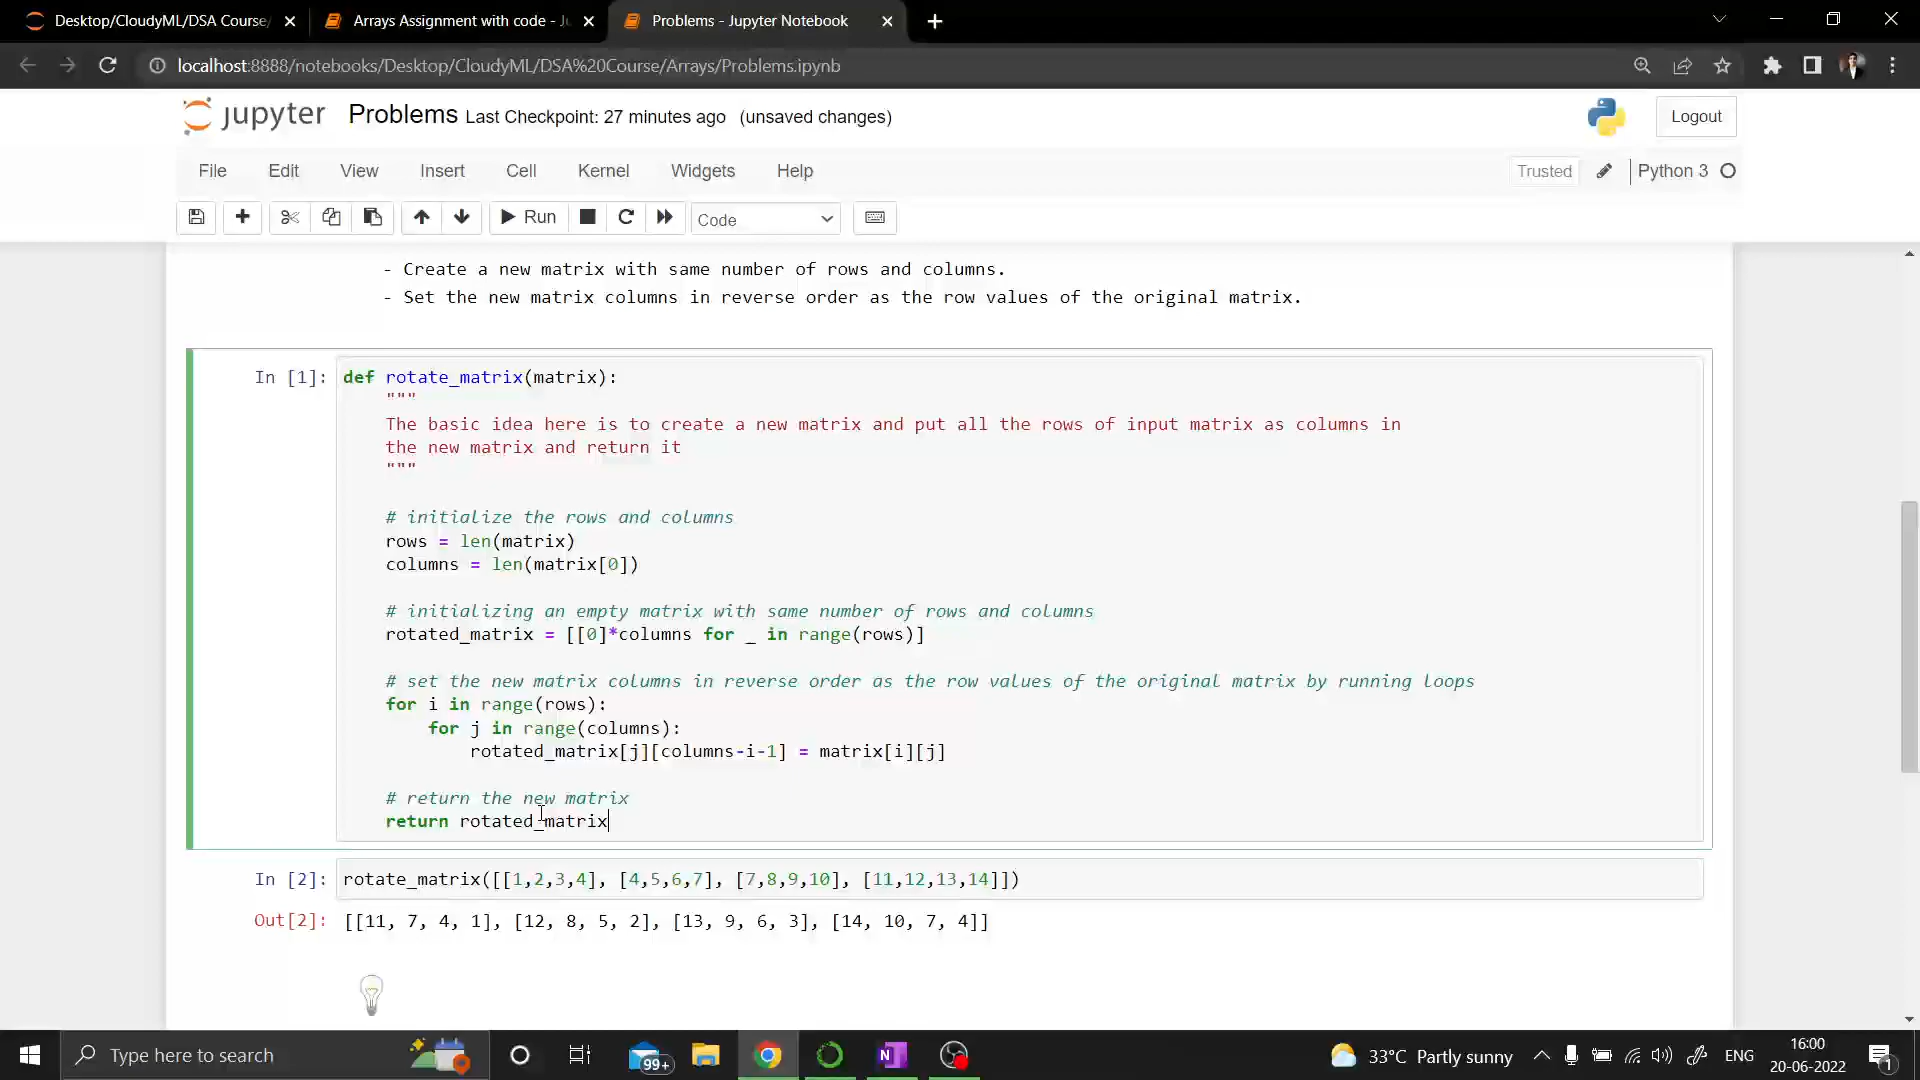 Desktop/CloudyML/DSA Course/
Arrays Assignment with code - Ju
Problems - Jupyter Notebook
localhost:8888/notebooks/Desktop/CloudyML/DSA%20Course/Arrays/Problems.ipynb
jupyter Problems Last Checkpoint: 27 minutes ago (unsaved changes)
Logout
File Edit View Insert Cell Kernel Widgets Help
Trusted
Python 3
Run
Code
- Create a new matrix with same number of rows and columns.
- Set the new matrix columns in reverse order as the row values of the original matrix.
In [1]: def rotate_matrix(matrix):
"""
The basic idea here is to create a new matrix and put all the rows of input matrix as columns in
the new matrix and return it
"""
# initialize the rows and columns
rows = len(matrix)
columns = len(matrix[0])
# initializing an empty matrix with same number of rows and columns
rotated_matrix = [[0]*columns for _ in range(rows)]
# set the new matrix columns in reverse order as the row values of the original matrix by running loops
for i in range(rows):
for j in range(columns):
rotated_matrix[j][columns-i-1] = matrix[i][j]
# return the new matrix
return rotated_matrix
In [2]: rotate_matrix([[1,2,3,4], [4,5,6,7], [7,8,9,10], [11,12,13,14]])
Out[2]: [[11, 7, 4, 1], [12, 8, 5, 2], [13, 9, 6, 3], [14, 10, 7, 4]]
Type here to search
99+
33°C Partly sunny
ENG
16:00
20-06-2022
1